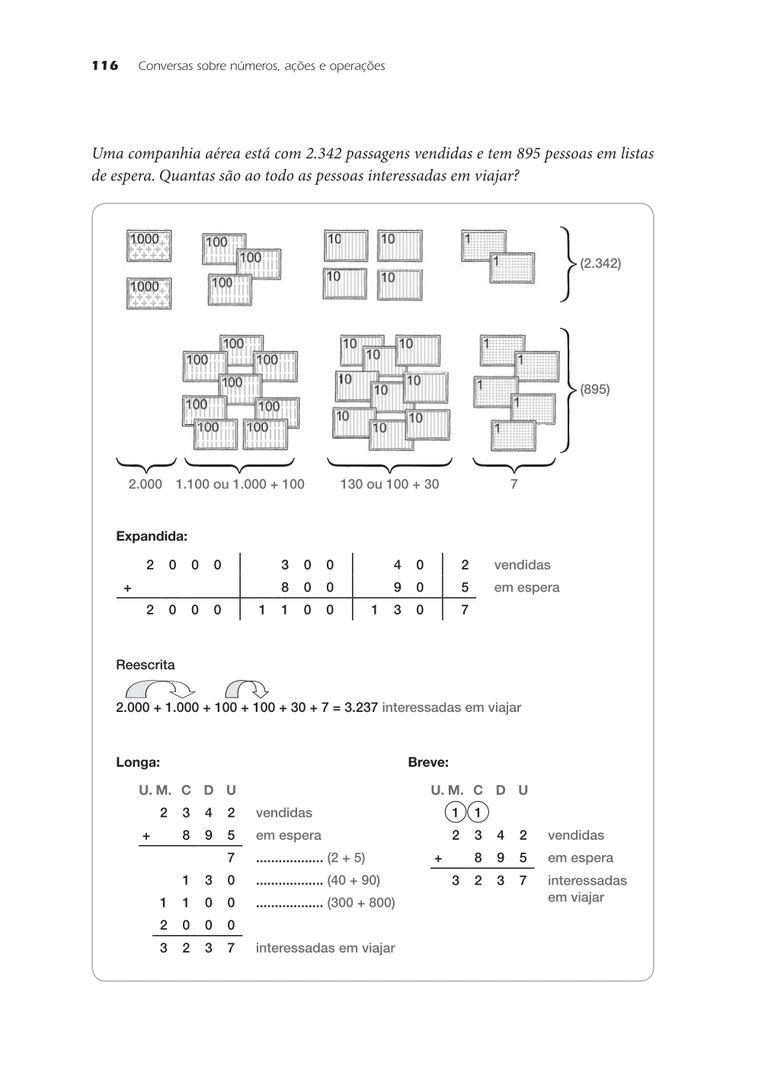 116 Conversas sobre números, ações e operações
Uma companhia aérea está com 2.342 passagens vendidas e tem 895 pessoas em listas
de espera. Quantas são ao todo as pessoas interessadas em viajar?
1000 100 10 10 1
100 1 (2.342)
1000 100 10 10
100 10 10 1
100 100 10 1
100 10 10 10 1 (895)
100 100 10 10 1
100 100 10 1
2.000 1.100 ou 1.000 + 100 130 ou 100 + 30 7
Expandida:
2 0 0 0 3 0 0 4 0 2 vendidas
+ 8 0 0 9 0 5 em espera
2 0 0 0 1 1 0 0 1 3 0 7
Reescrita
2.000 + 1.000 + 100 + 100 + 30 + 7 = 3.237 interessadas em viajar
Longa:
U. M. C D U
2 3 4 2 vendidas
+ 8 9 5 em espera
7 .................. (2 + 5)
1 3 0 .................. (40 + 90)
1 1 0 0 .................. (300 + 800)
2 0 0 0
3 2 3 7 interessadas em viajar
Breve:
U. M. C D U
1 1
2 3 4 2 vendidas
+ 8 9 5 em espera
3 2 3 7 interessadas
em viajar